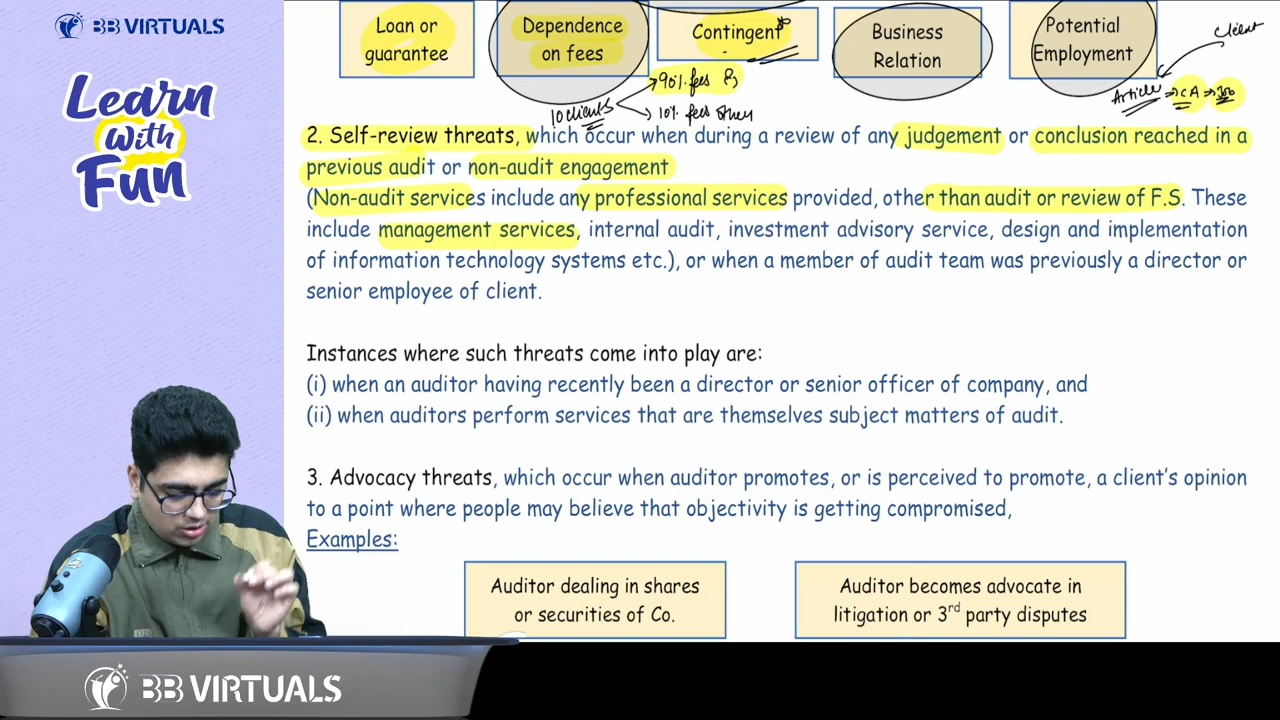 BB VIRTUALS
Learn
With
Fun
Loan or
guarantee
Dependence
on fees
Contingent
Business
Relation
Potential
Employment
client
Article ⇒ CA ⇒
10 clients
90% fees
10% fees other
2. Self-review threats, which occur when during a review of any judgement or conclusion reached in a
previous audit or non-audit engagement
(Non-audit services include any professional services provided, other than audit or review of F.S. These
include management services, internal audit, investment advisory service, design and implementation
of information technology systems etc.), or when a member of audit team was previously a director or
senior employee of client.
Instances where such threats come into play are:
(i) when an auditor having recently been a director or senior officer of company, and
(ii) when auditors perform services that are themselves subject matters of audit.
3. Advocacy threats, which occur when auditor promotes, or is perceived to promote, a client's opinion
to a point where people may believe that objectivity is getting compromised,
Examples:
Auditor dealing in shares
or securities of Co.
Auditor becomes advocate in
litigation or 3rd party disputes
BB VIRTUALS